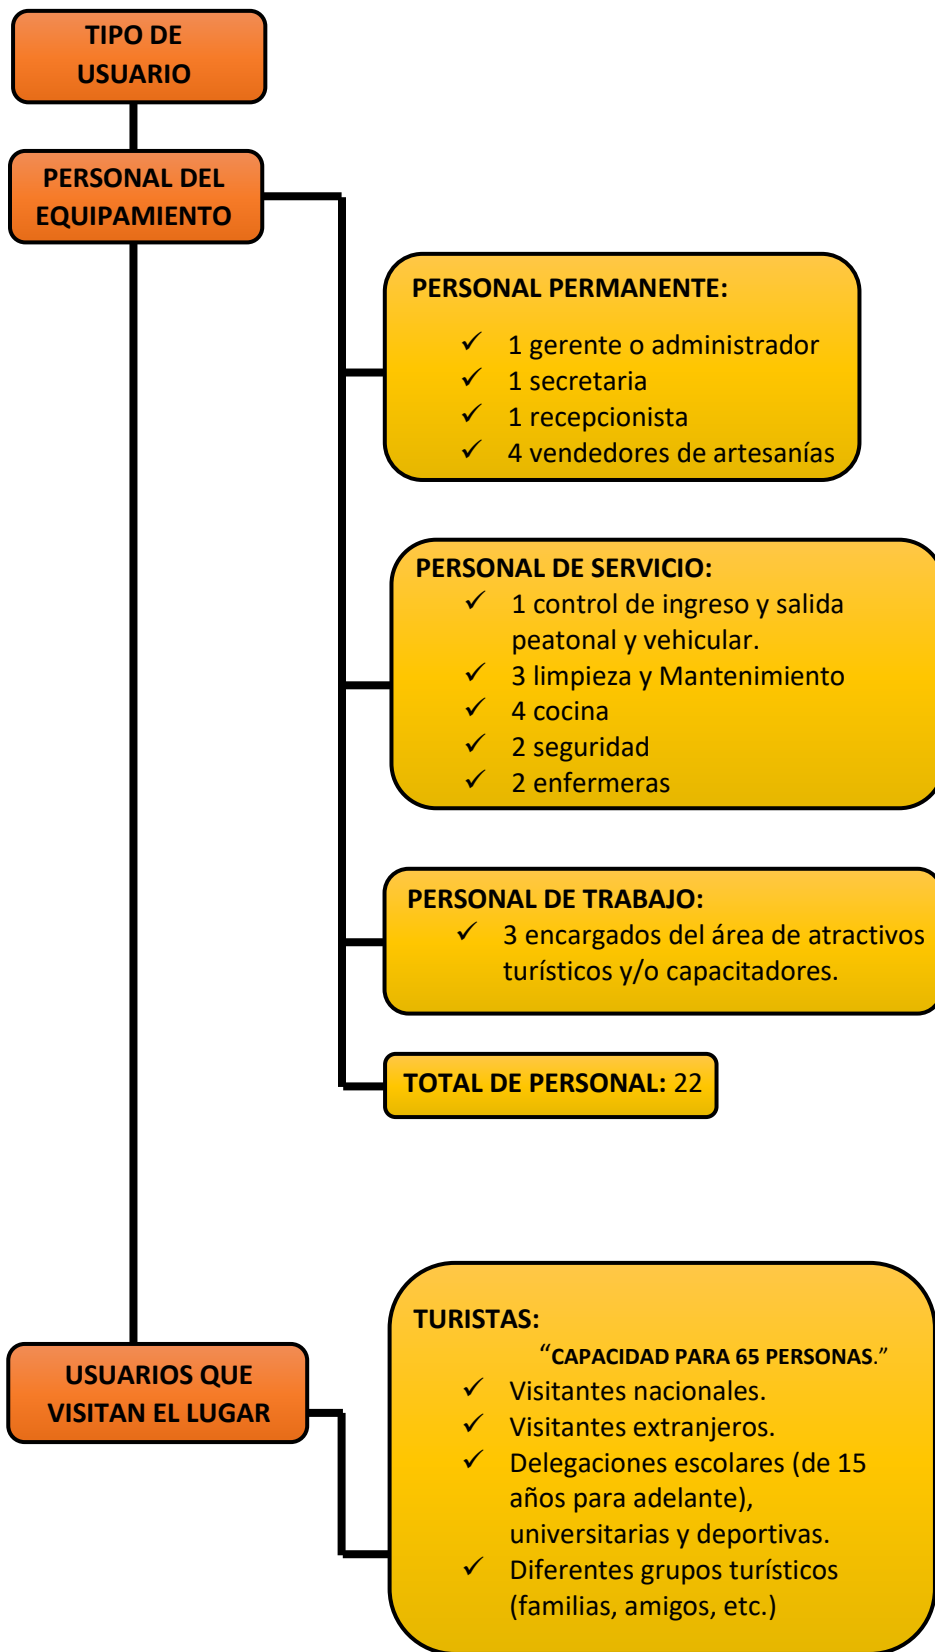 TIPO DE
USUARIO
PERSONAL DEL
EQUIPAMIENTO
PERSONAL PERMANENTE:
✓ 1 gerente o administrador
✓ 1 secretaria
✓ 1 recepcionista
✓ 4 vendedores de artesanías
PERSONAL DE SERVICIO:
✓ 1 control de ingreso y salida
peatonal y vehicular.
✓ 3 limpieza y Mantenimiento
✓ 4 cocina
✓ 2 seguridad
✓ 2 enfermeras
PERSONAL DE TRABAJO:
✓ 3 encargados del área de atractivos
turísticos y/o capacitadores.
TOTAL DE PERSONAL: 22
USUARIOS QUE
VISITAN EL LUGAR
TURISTAS:
“CAPACIDAD PARA 65 PERSONAS.”
✓ Visitantes nacionales.
✓ Visitantes extranjeros.
✓ Delegaciones escolares (de 15
años para adelante),
universitarias y deportivas.
✓ Diferentes grupos turísticos
(familias, amigos, etc.)